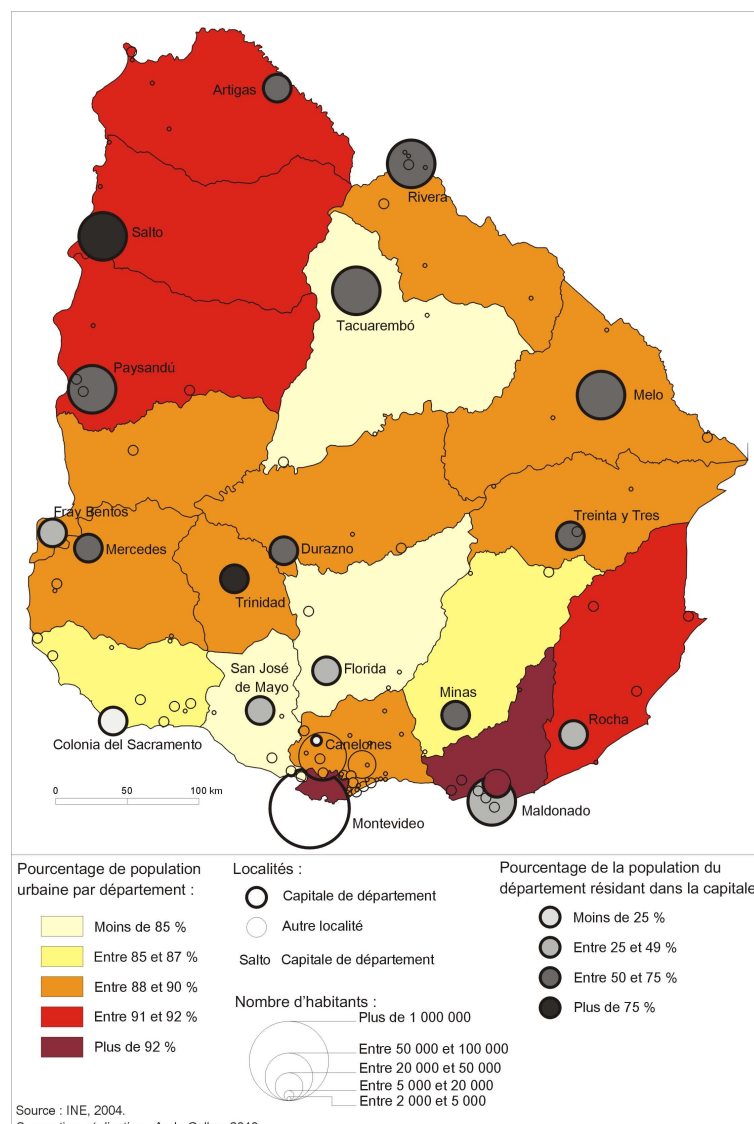 Artigas
Rivera
Salto
Tacuarembó
Paysandú
Melo
Fray Bentos
Mercedes
Durazno
Treinta y Tres
Trinidad
San José
de Mayo
Florida
Minas
Rocha
Colonia del Sacramento
Canelones
Montevideo
Maldonado
0 50 100 km
Pourcentage de population
urbaine par département :
Moins de 85 %
Entre 85 et 87 %
Entre 88 et 90 %
Entre 91 et 92 %
Plus de 92 %
Localités :
Capitale de département
Autre localité
Salto Capitale de département
Nombre d'habitants :
Plus de 1 000 000
Entre 50 000 et 100 000
Entre 20 000 et 50 000
Entre 5 000 et 20 000
Entre 2 000 et 5 000
Pourcentage de la population du
département résidant dans la capitale
Moins de 25 %
Entre 25 et 49 %
Entre 50 et 75 %
Plus de 75 %
Source : INE, 2004.